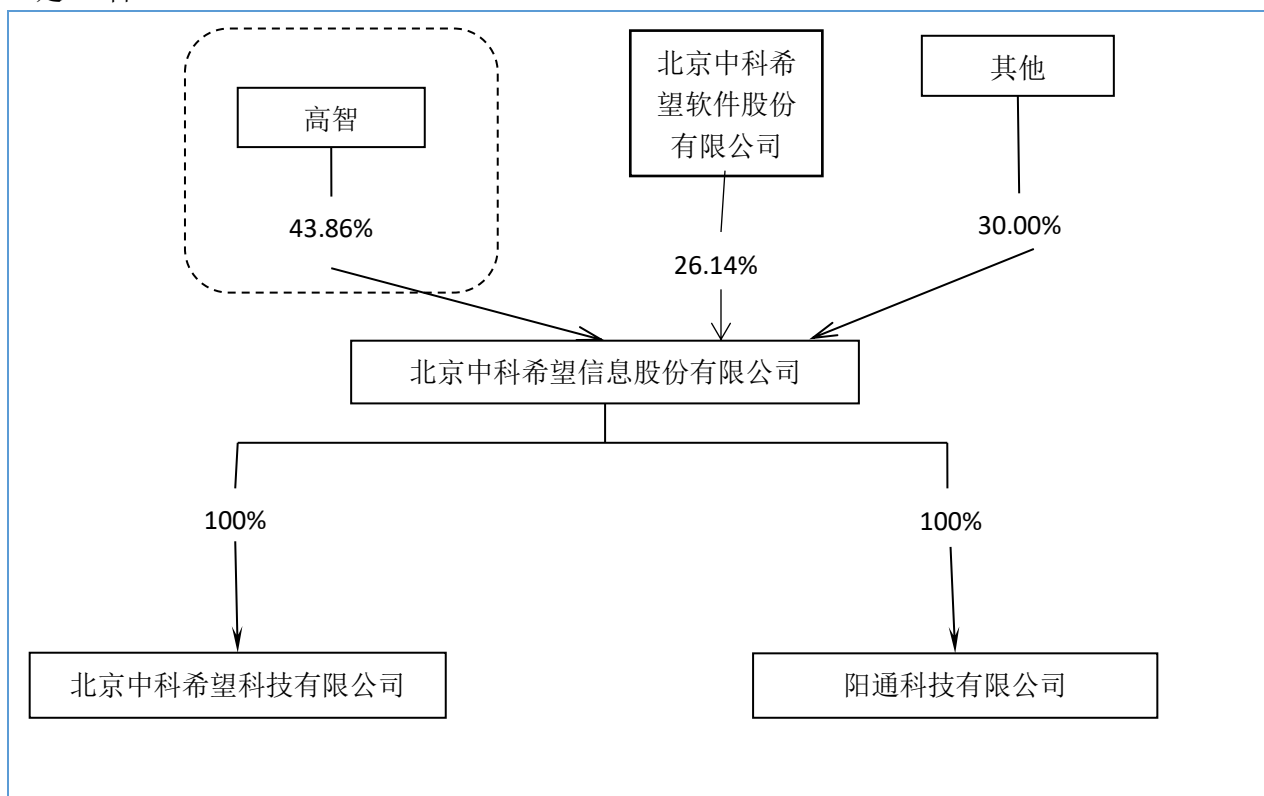 高智
北京中科希
望软件股份
有限公司
其他
43.86%
26.14%
30.00%
北京中科希望信息股份有限公司
100%
100%
北京中科希望科技有限公司
阳通科技有限公司